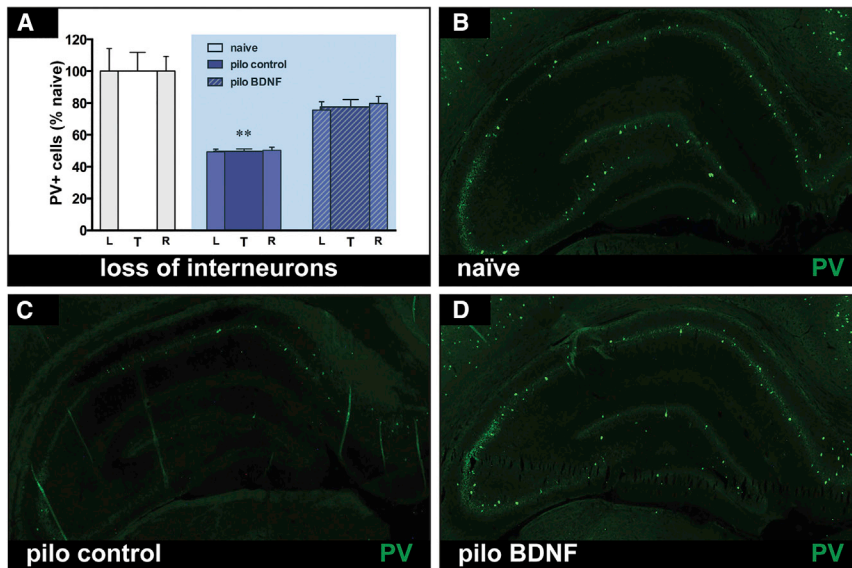 A
PV+ cells (% naive)
120
100
80
60
40
20
0
naive
pilo control
pilo BDNF
**
L T R L T R L T R
loss of interneurons
B
naïve PV
C
pilo control PV
D
pilo BDNF PV